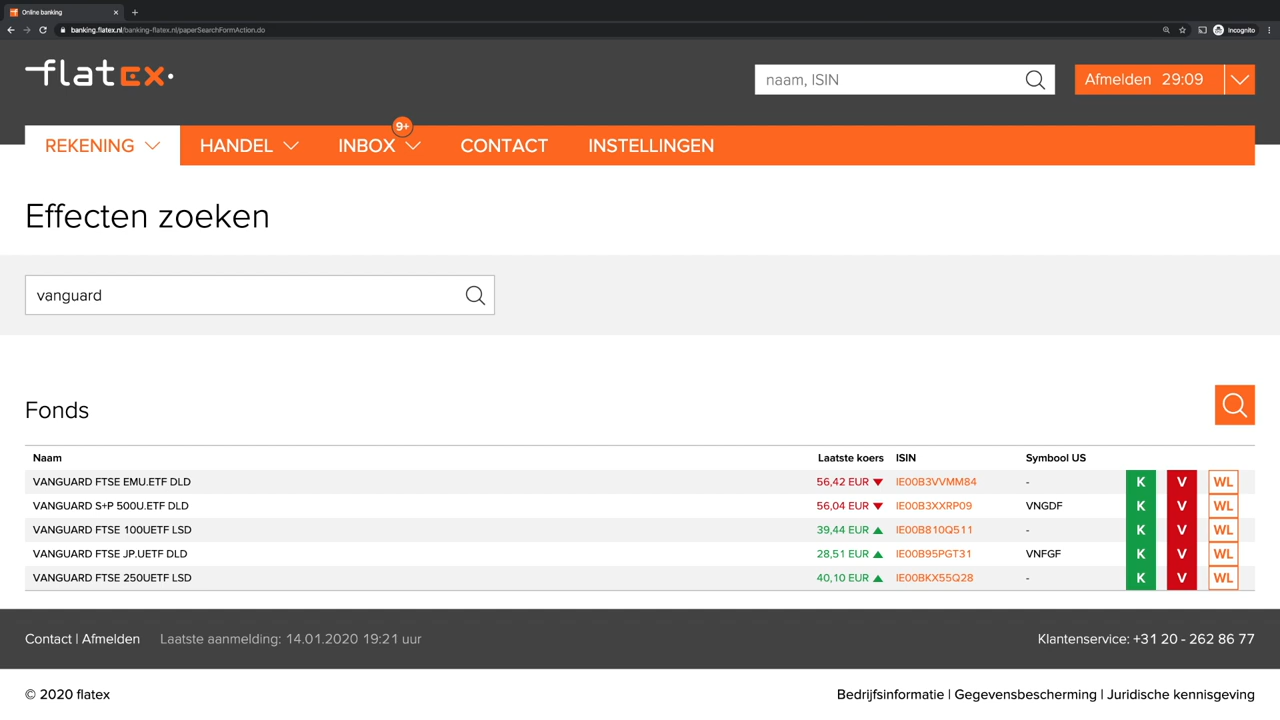 Online banking
banking.flatex.nl/banking-flatex.nl/paperSearchFormAction.do
Incognito
flatex
naam, ISIN
Afmelden 29:09
9+
REKENING HANDEL INBOX CONTACT INSTELLINGEN
Effecten zoeken
vanguard
Fonds
Naam Laatste koers ISIN Symbool US
VANGUARD FTSE EMU.ETF DLD 56,42 EUR IE00B3VVMM84 - K V WL
VANGUARD S+P 500U.ETF DLD 56,04 EUR IE00B3XXRP09 VNGDF K V WL
VANGUARD FTSE 100UETF LSD 39,44 EUR IE00B810Q511 - K V WL
VANGUARD FTSE JP.UETF DLD 28,51 EUR IE00B95PGT31 VNFGF K V WL
VANGUARD FTSE 250UETF LSD 40,10 EUR IE00BKX55Q28 - K V WL
Contact | Afmelden Laatste aanmelding: 14.01.2020 19:21 uur Klantenservice: +31 20 - 262 86 77
© 2020 flatex Bedrijfsinformatie | Gegevensbescherming | Juridische kennisgeving